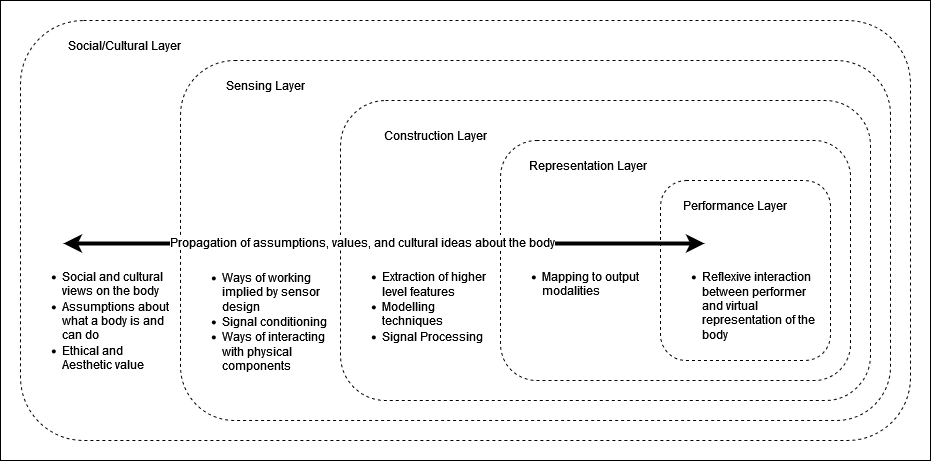 Social/Cultural Layer
Sensing Layer
Construction Layer
Representation Layer
Performance Layer
Propagation of assumptions, values, and cultural ideas about the body
• Social and cultural
views on the body
• Assumptions about
what a body is and
can do
• Ethical and
Aesthetic value
• Ways of working
implied by sensor
design
• Signal conditioning
• Ways of interacting
with physical
components
• Extraction of higher
level features
• Modelling
techniques
• Signal Processing
• Mapping to output
modalities
• Reflexive interaction
between performer
and virtual
representation of the
body